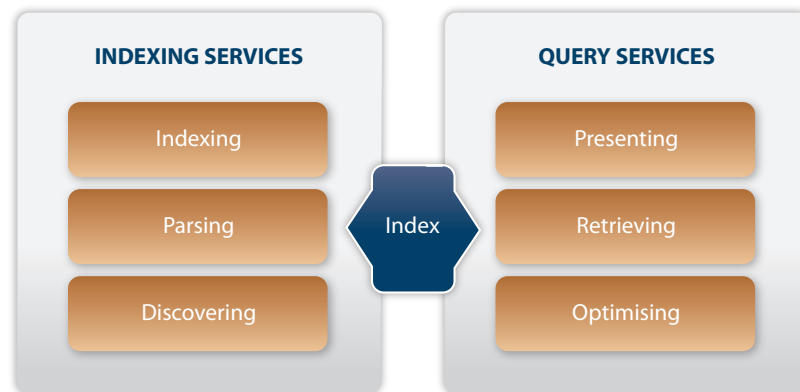 INDEXING SERVICES
Indexing
Parsing
Discovering
Index
QUERY SERVICES
Presenting
Retrieving
Optimising